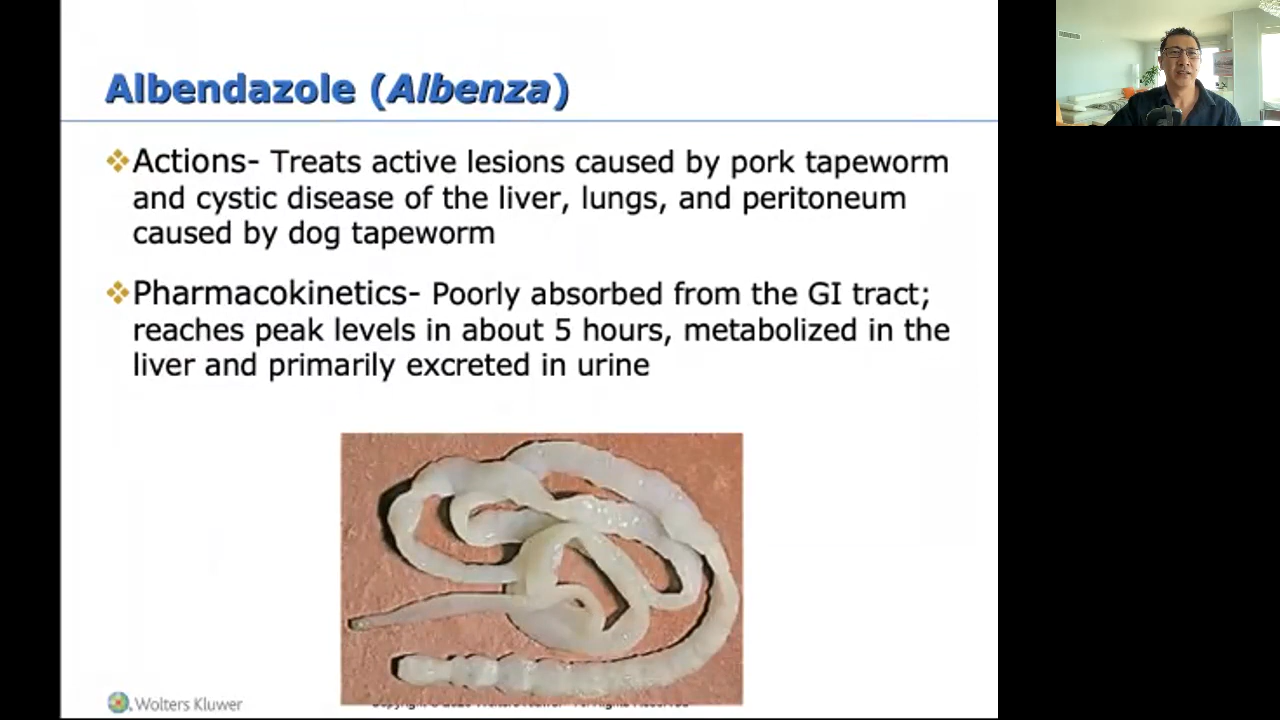 Albendazole (Albenza)
Actions- Treats active lesions caused by pork tapeworm
and cystic disease of the liver, lungs, and peritoneum
caused by dog tapeworm
Pharmacokinetics- Poorly absorbed from the GI tract;
reaches peak levels in about 5 hours, metabolized in the
liver and primarily excreted in urine
Wolters Kluwer